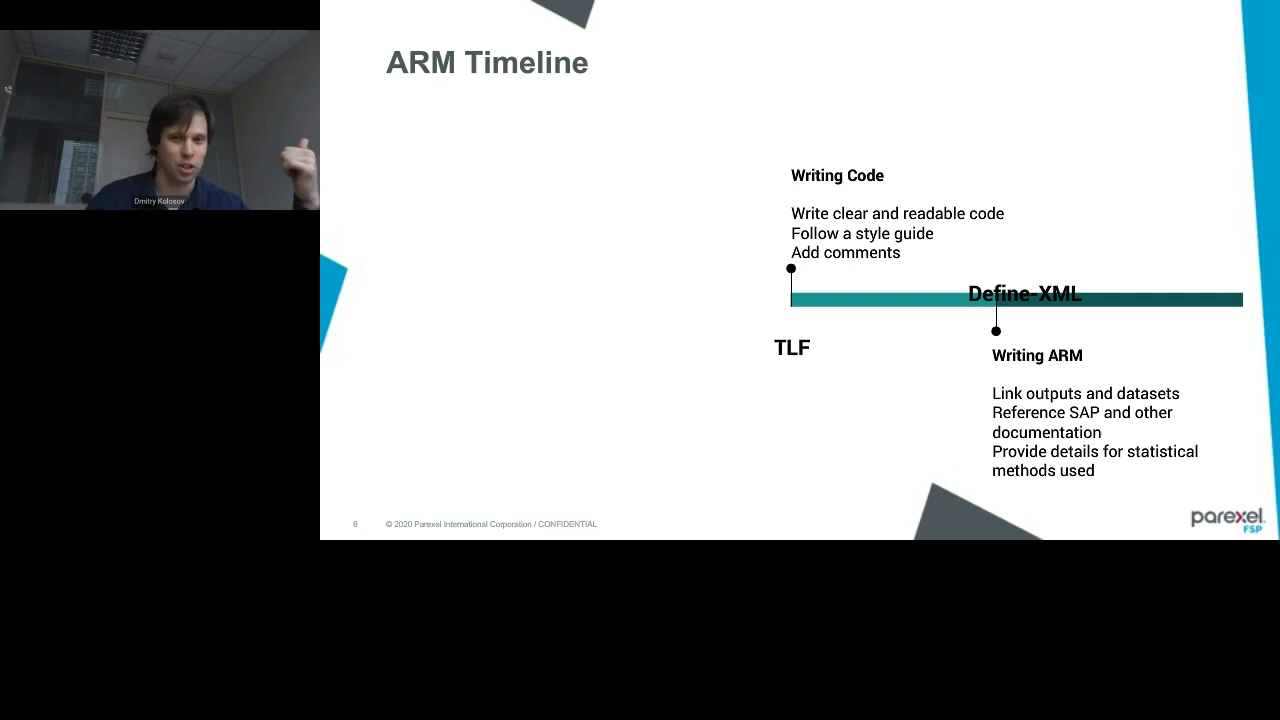 ARM Timeline
Dmitry Kolosov
Writing Code
Write clear and readable code
Follow a style guide
Add comments
Define-XML
TLF
Writing ARM
Link outputs and datasets
Reference SAP and other
documentation
Provide details for statistical
methods used
9
© 2020 Parexel International Corporation / CONFIDENTIAL
parexel.
FSP